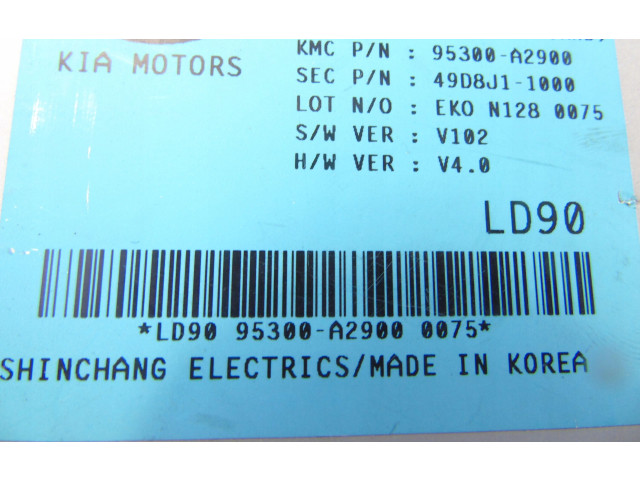 KIA MOTORS
KMC P/N : 95300-A2900
SEC P/N : 49D8J1-1000
LOT N/O : EKO N128 0075
S/W VER : V102
H/W VER : V4.0
LD90
*LD90 95300-A2900 0075*
SHINCHANG ELECTRICS/MADE IN KOREA